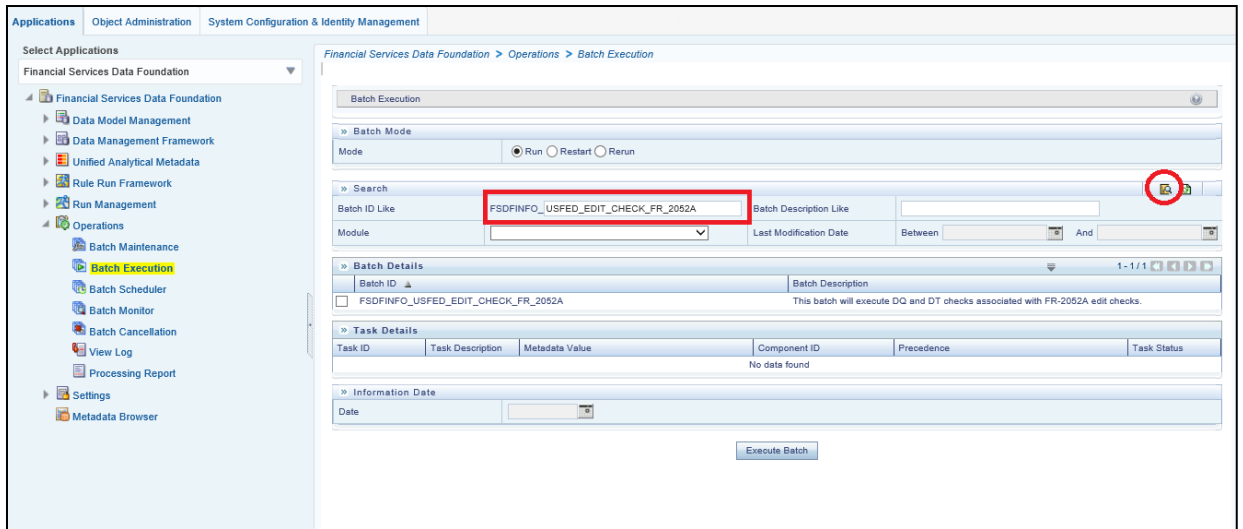 Applications Object Administration System Configuration & Identity Management
Select Applications
Financial Services Data Foundation
Financial Services Data Foundation
Data Model Management
Data Management Framework
Unified Analytical Metadata
Rule Run Framework
Run Management
Operations
Batch Maintenance
Batch Execution
Batch Scheduler
Batch Monitor
Batch Cancellation
View Log
Processing Report
Settings
Metadata Browser
Financial Services Data Foundation > Operations > Batch Execution
Batch Execution
» Batch Mode
Mode Run Restart Rerun
» Search
Batch ID Like FSDFINFO_ USFED_EDIT_CHECK_FR_2052A Batch Description Like
Module Last Modification Date Between And
» Batch Details 1 - 1 / 1
Batch ID Batch Description
FSDFINFO_USFED_EDIT_CHECK_FR_2052A This batch will execute DQ and DT checks associated with FR-2052A edit checks.
» Task Details
Task ID Task Description Metadata Value Component ID Precedence Task Status
No data found
» Information Date
Date
Execute Batch